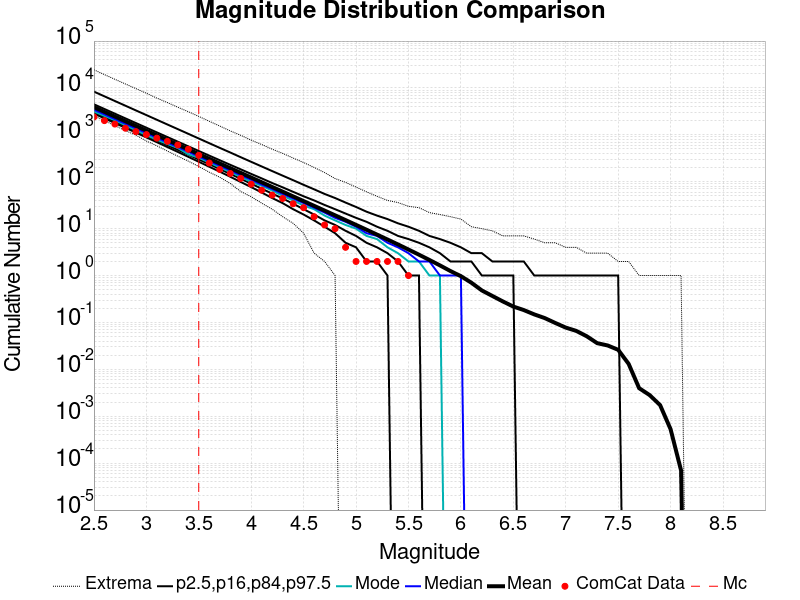 Magnitude Distribution Comparison
10^5
10^4
10^3
10^2
10^1
10^0
10^-1
10^-2
10^-3
10^-4
10^-5
Cumulative Number
2.5 3 3.5 4 4.5 5 5.5 6 6.5 7 7.5 8 8.5
Magnitude
Extrema p2.5,p16,p84,p97.5 Mode Median Mean ComCat Data Mc